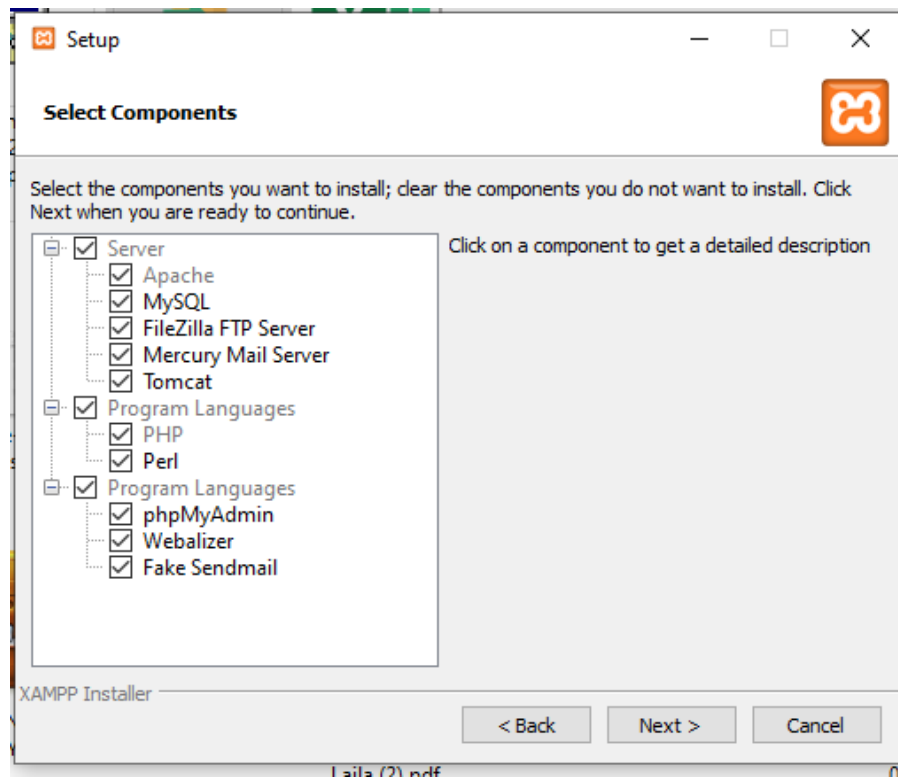 Setup
Select Components
Select the components you want to install; clear the components you do not want to install. Click
Next when you are ready to continue.
Server
Apache
MySQL
FileZilla FTP Server
Mercury Mail Server
Tomcat
Program Languages
PHP
Perl
Program Languages
phpMyAdmin
Webalizer
Fake Sendmail
Click on a component to get a detailed description
XAMPP Installer
< Back
Next >
Cancel
Laila (2).pdf